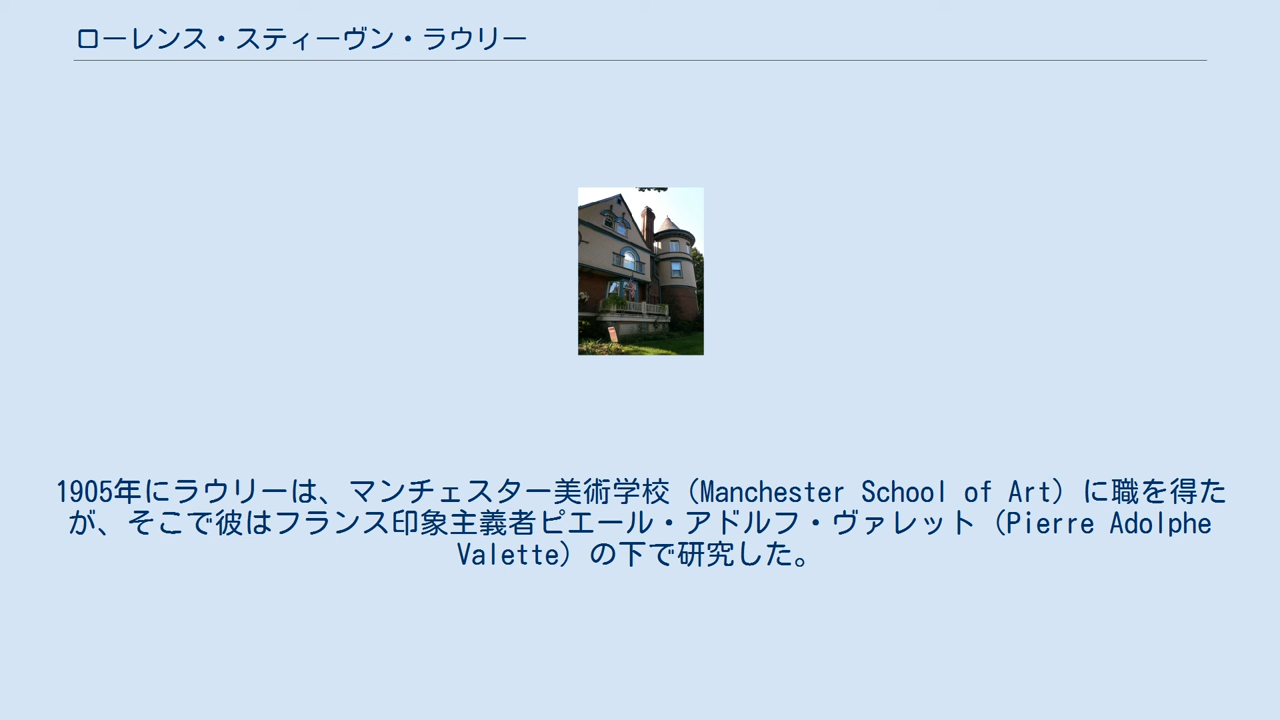 ローレンス・スティーヴン・ラウリー
1905年にラウリーは、マンチェスター美術学校（Manchester School of Art）に職を得た
が、そこで彼はフランス印象主義者ピエール・アドルフ・ヴァレット（Pierre Adolphe
Valette）の下で研究した。